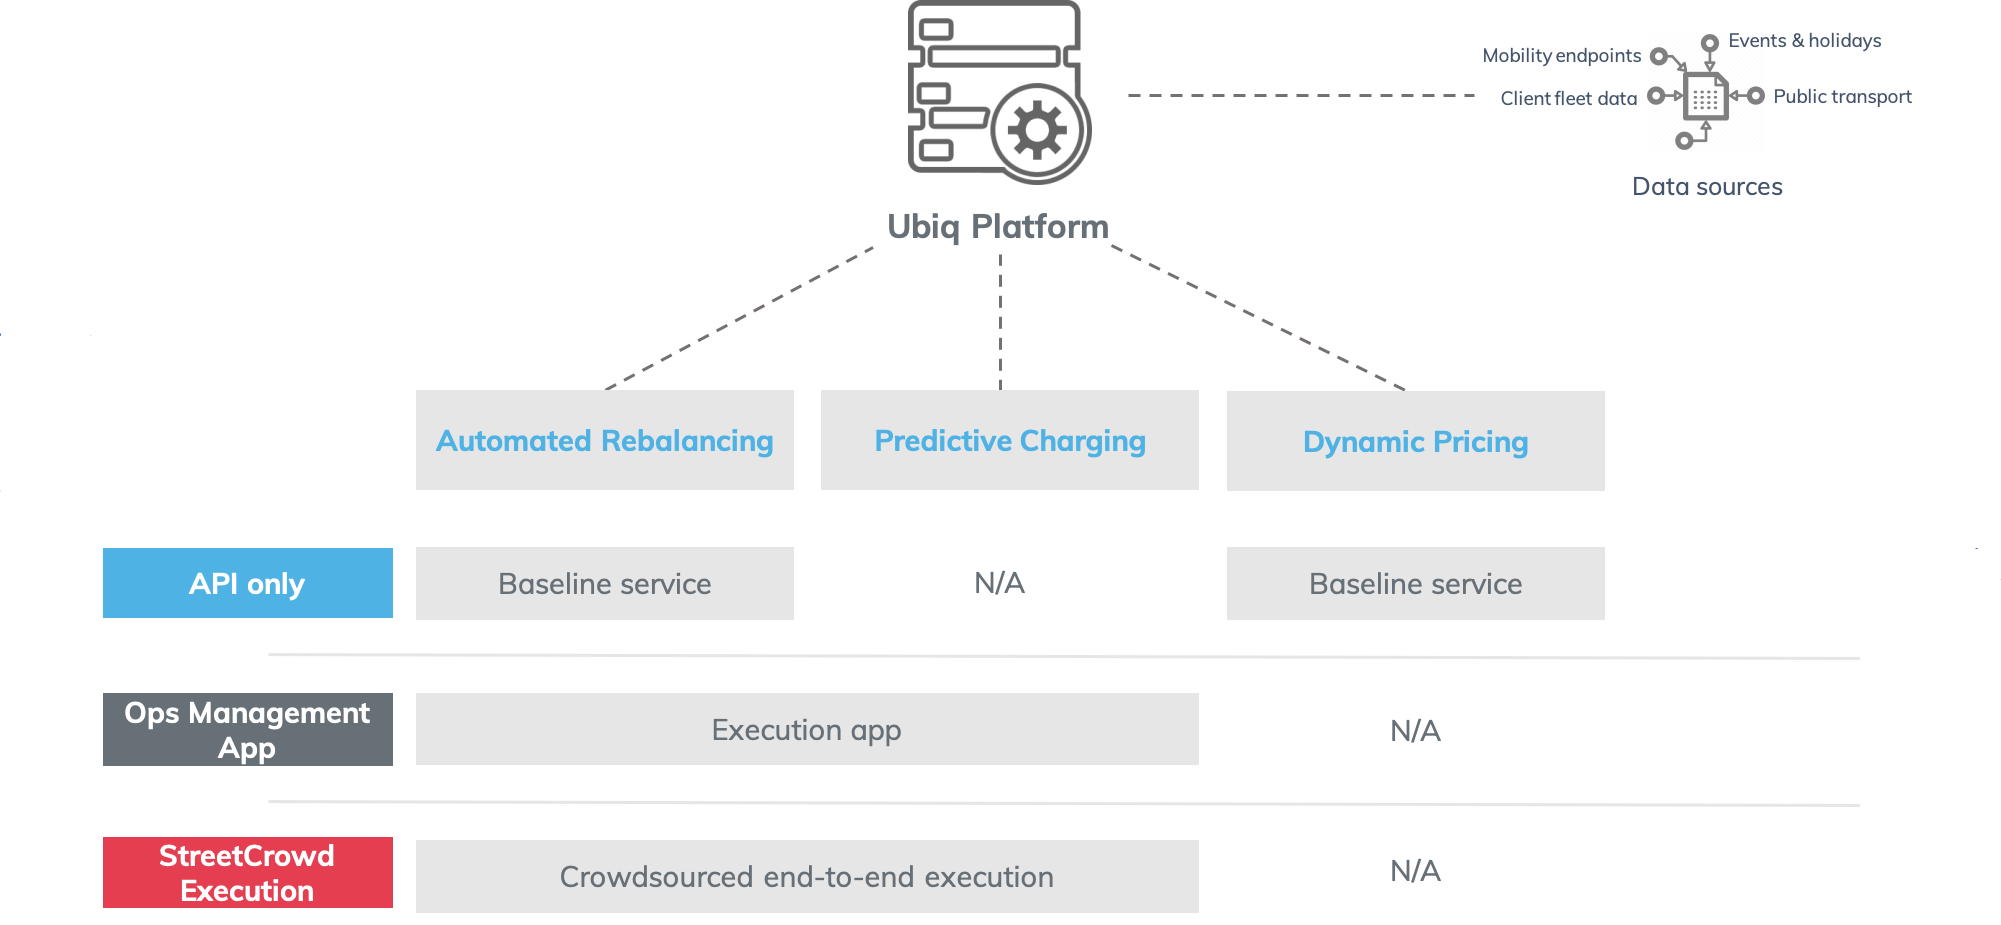 Events & holidays
Mobility endpoints
Client fleet data
Public transport
Data sources
Ubiq Platform
Automated Rebalancing
Predictive Charging
Dynamic Pricing
API only
Baseline service
N/A
Baseline service
Ops Management
App
Execution app
N/A
StreetCrowd
Execution
Crowdsourced end-to-end execution
N/A